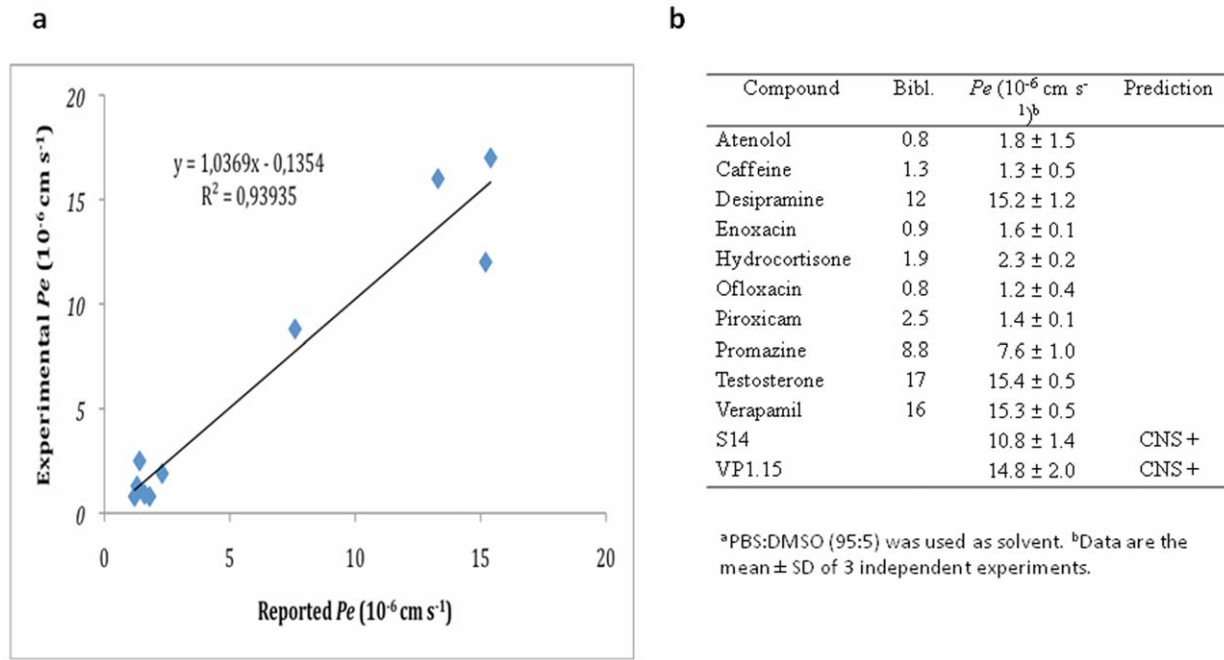 a
b
20
15
10
5
0
0 5 10 15 20
Experimental Pe (10⁻⁶ cm s⁻¹)
y = 1,0369x - 0,1354
R² = 0,93935
Reported Pe (10⁻⁶ cm s⁻¹)
Compound Bibl. Pe (10⁻⁶ cm s⁻
¹)ᵇ Prediction
Atenolol 0.8 1.8 ± 1.5
Caffeine 1.3 1.3 ± 0.5
Desipramine 12 15.2 ± 1.2
Enoxacin 0.9 1.6 ± 0.1
Hydrocortisone 1.9 2.3 ± 0.2
Ofloxacin 0.8 1.2 ± 0.4
Piroxicam 2.5 1.4 ± 0.1
Promazine 8.8 7.6 ± 1.0
Testosterone 17 15.4 ± 0.5
Verapamil 16 15.3 ± 0.5
S14 10.8 ± 1.4 CNS +
VP1.15 14.8 ± 2.0 CNS +
ᵃPBS:DMSO (95:5) was used as solvent. ᵇData are the
mean ± SD of 3 independent experiments.